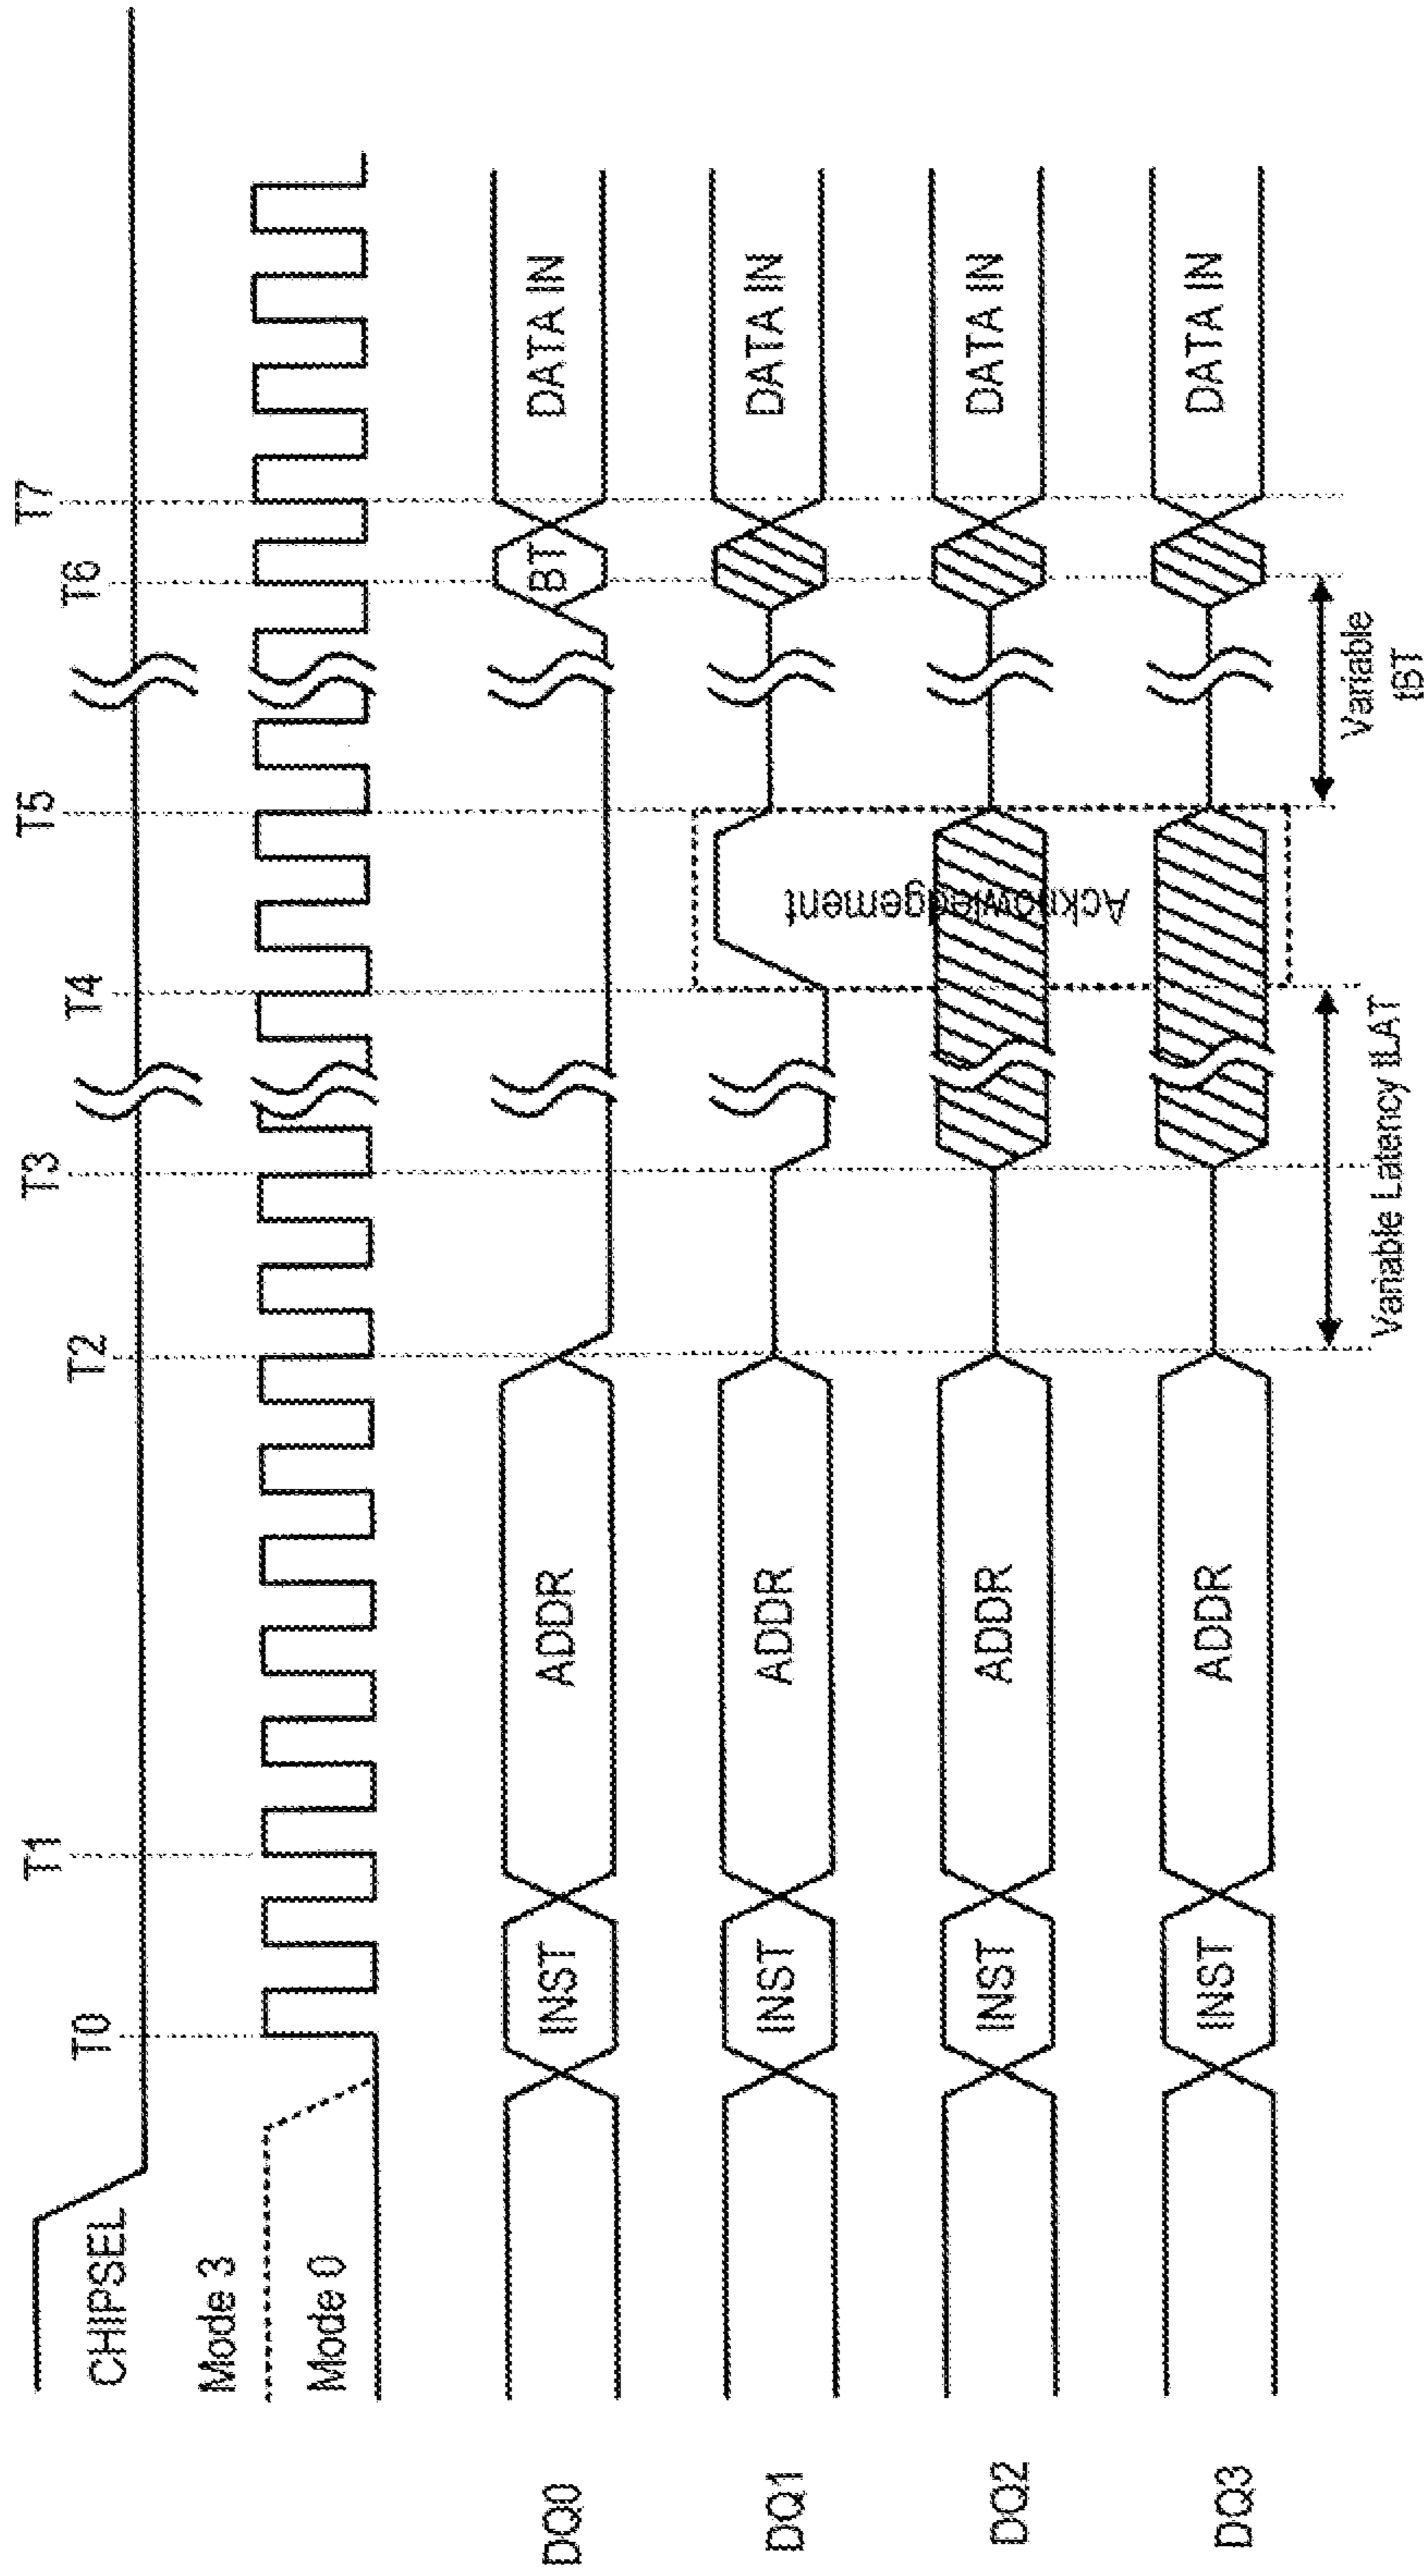 T0 T1 T2 T3 T4 T5 T6 T7
CHIPSEL
Mode 3
Mode 0
DQ0 INST ADDR BT DATA IN
DQ1 INST ADDR DATA IN
Acknowledgement
DQ2 INST ADDR DATA IN
DQ3 INST ADDR DATA IN
Variable Latency tLAT
Variable
tBT